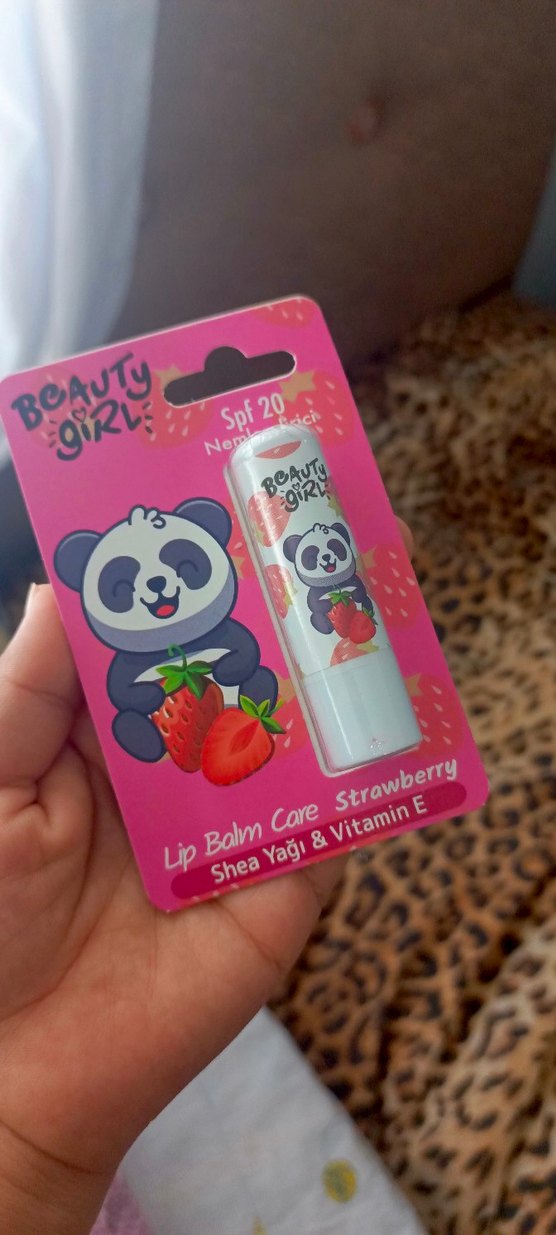 BEAUTY
GiRL
Spf 20
BEAUTY
GiRL
Lip Balm Care Strawberry
Shea Yağı & Vitamin E